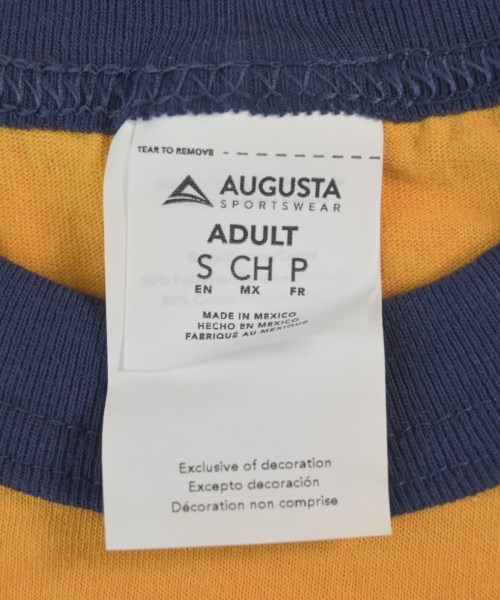 TEAR TO REMOVE
AUGUSTA
SPORTSWEAR
ADULT
S CH P
EN MX FR
MADE IN MEXICO
HECHO EN MEXICO
FABRIQUÉ AU MEXIQUE
Exclusive of decoration
Excepto decoración
Décoration non comprise